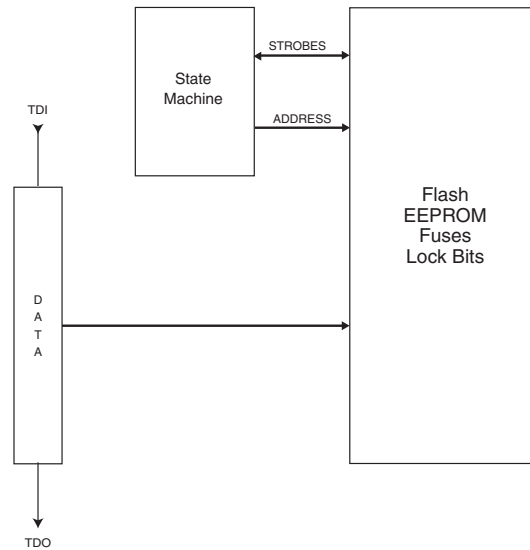 State
Machine
STROBES
ADDRESS
TDI
Flash
EEPROM
Fuses
Lock Bits
D
A
T
A
TDO